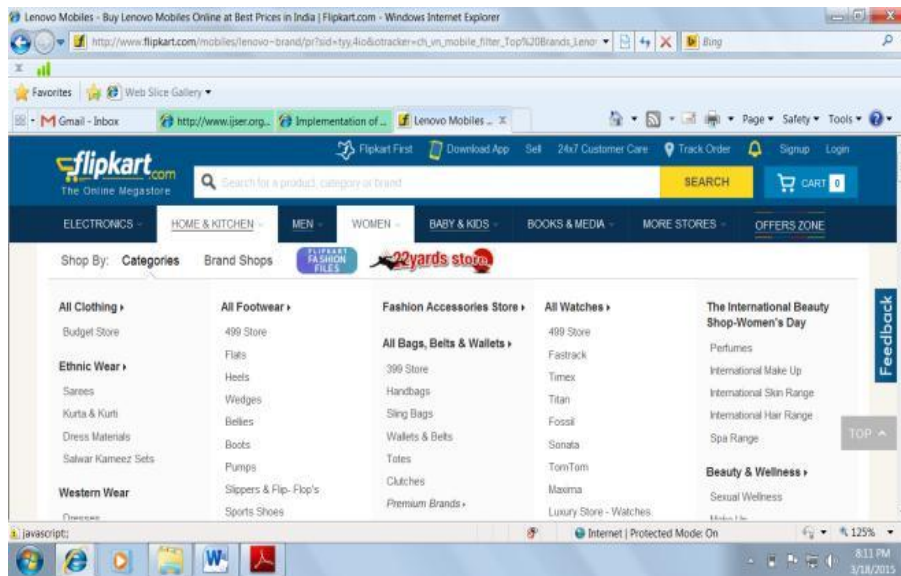 Lenovo Mobiles - Buy Lenovo Mobiles Online at Best Prices in India | Flipkart.com - Windows Internet Explorer
http://www.flipkart.com/mobiles/lenovo~brand/pr?sid=tyy,4io&otracker=ch_vn_mobile_filter_Top%20Brands_Lenor
Bing
Favorites Web Slice Gallery
Gmail - Inbox http://www.ijser.org... Implementation of ... Lenovo Mobiles ... X Page Safety Tools
Flipkart First Download App Sell 24x7 Customer Care Track Order Signup Login
flipkart.com
The Online Megastore
Search for a product, category or brand SEARCH CART 0
ELECTRONICS HOME & KITCHEN MEN WOMEN BABY & KIDS BOOKS & MEDIA MORE STORES OFFERS ZONE
Shop By: Categories Brand Shops FLIPKART FASHION FILES 22yards store
All Clothing
Budget Store
Ethnic Wear
Sarees
Kurta & Kurti
Dress Materials
Salwar Kameez Sets
Western Wear
Dresses
All Footwear
499 Store
Flats
Heels
Wedges
Bellies
Boots
Pumps
Slippers & Flip- Flop's
Sports Shoes
Fashion Accessories Store
All Bags, Belts & Wallets
399 Store
Handbags
Sling Bags
Wallets & Belts
Totes
Clutches
Premium Brands
All Watches
499 Store
Fastrack
Timex
Titan
Fossil
Sonata
TomTom
Maxima
Luxury Store - Watches
The International Beauty
Shop-Women's Day
Perfumes
International Make Up
International Skin Range
International Hair Range
Spa Range
Beauty & Wellness
Sexual Wellness
Make Up
Feedback
TOP
javascript:; Internet | Protected Mode: On 125%
8:11 PM
3/18/2015